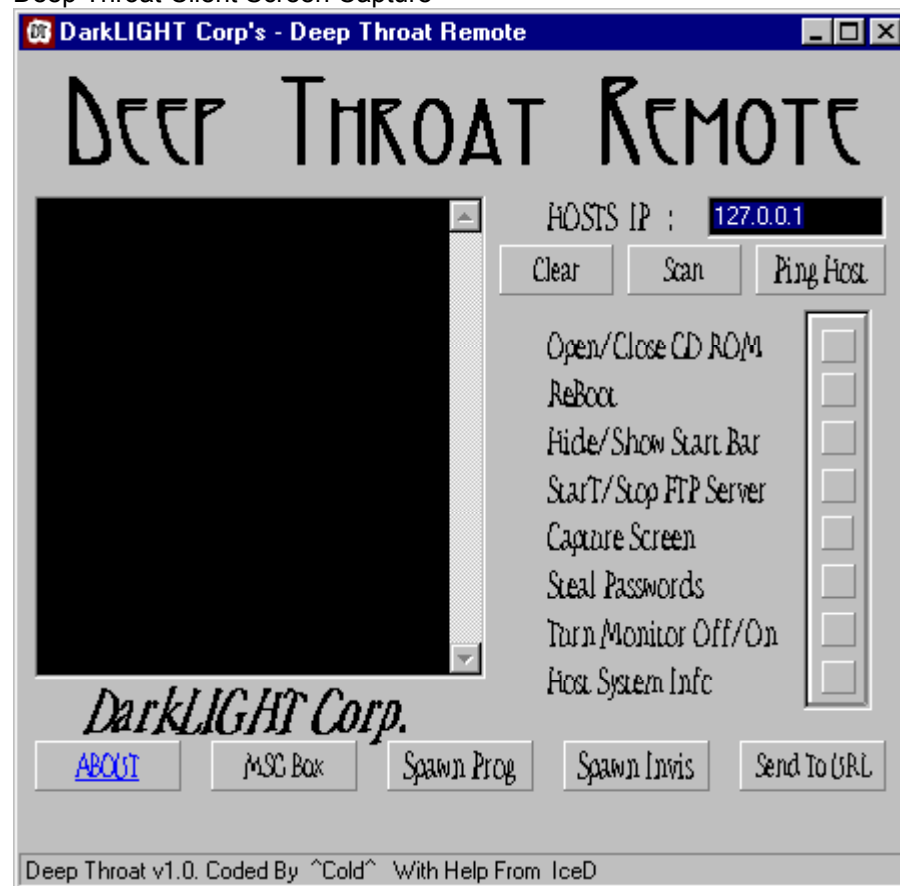 Deep Throat Client Screen Capture
DarkLIGHT Corp's - Deep Throat Remote
DEEP THROAT REMOTE
HOSTS IP : 127.0.0.1
Clear Scan Ping Host
Open/Close CD ROM
ReBoot
Hide/Show Start Bar
StarT/Stop FTP Server
Capture Screen
Steal Passwords
Turn Monitor Off/On
Host System Info
DarkLIGHT Corp.
ABOUT MSG Box Spawn Prog Spawn Invis Send To URL
Deep Throat v1.0. Coded By ^Cold^ With Help From IceD